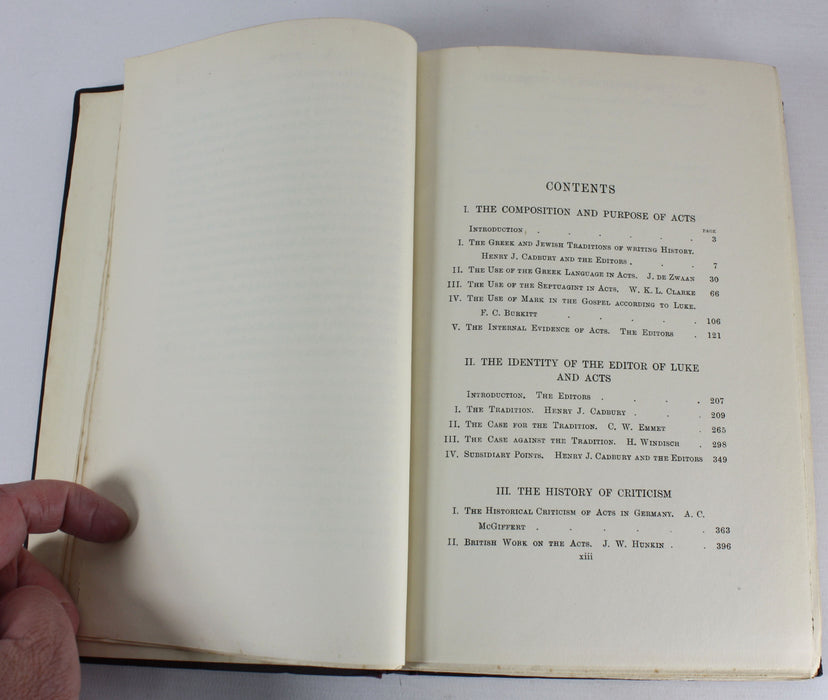 CONTENTS
I. THE COMPOSITION AND PURPOSE OF ACTS
PAGE
INTRODUCTION . . . . . . 3
I. THE GREEK AND JEWISH TRADITIONS OF WRITING HISTORY.
HENRY J. CADBURY AND THE EDITORS . . . 7
II. THE USE OF THE GREEK LANGUAGE IN ACTS. J. DE ZWAAN 30
III. THE USE OF THE SEPTUAGINT IN ACTS. W. K. L. CLARKE 66
IV. THE USE OF MARK IN THE GOSPEL ACCORDING TO LUKE.
F. C. BURKITT . . . . . 106
V. THE INTERNAL EVIDENCE OF ACTS. THE EDITORS . . 121
II. THE IDENTITY OF THE EDITOR OF LUKE
AND ACTS
INTRODUCTION. THE EDITORS . . . . 207
I. THE TRADITION. HENRY J. CADBURY . . . 209
II. THE CASE FOR THE TRADITION. C. W. EMMET . 265
III. THE CASE AGAINST THE TRADITION. H. WINDISCH . 298
IV. SUBSIDIARY POINTS. HENRY J. CADBURY AND THE EDITORS 349
III. THE HISTORY OF CRITICISM
I. THE HISTORICAL CRITICISM OF ACTS IN GERMANY. A. C.
MCGIFFERT . . . . . . 363
II. BRITISH WORK ON THE ACTS. J. W. HUNKIN . . 396
xiii